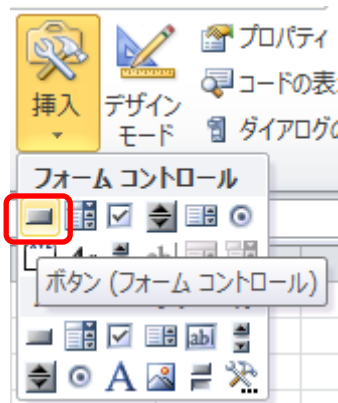 挿入
デザイン
モード
プロパティ
コードの表
ダイアログの
フォーム コントロール
ボタン (フォーム コントロール)